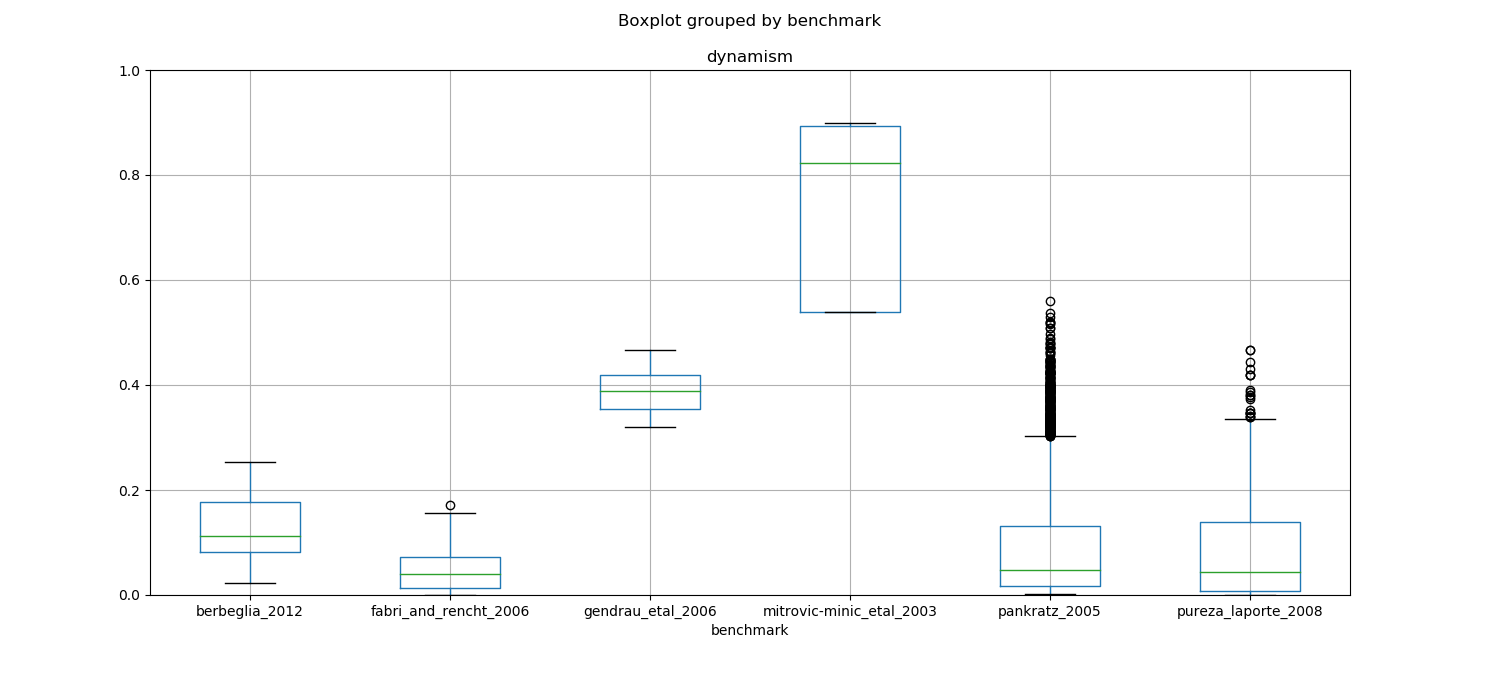 Boxplot grouped by benchmark
dynamism
1.0
0.8
0.6
0.4
0.2
0.0
berbeglia_2012 fabri_and_rencht_2006 gendrau_etal_2006 mitrovic-minic_etal_2003 pankratz_2005 pureza_laporte_2008
benchmark